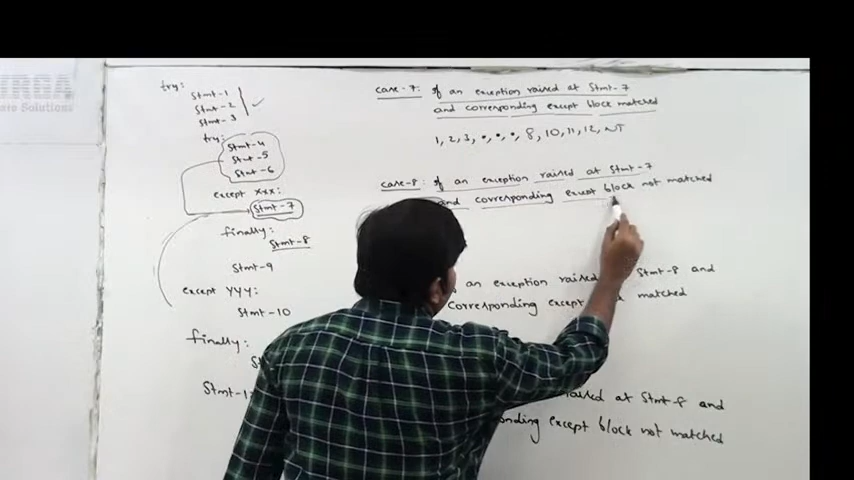 try:
Stmt-1
Stmt-2
Stmt-3
try:
Stmt-4
Stmt-5
Stmt-6
except XXX:
Stmt-7
finally:
Stmt-8
Stmt-9
except YYY:
Stmt-10
finally:
case-7: If an exception raised at Stmt-7
and corresponding except block matched
1, 2, 3, •, •, •, 8, 10, 11, 12, NT
case-8: If an exception raised at Stmt-7
and corresponding except block not matched
an exception raised Stmt-8 and
Corresponding except matched
raised at Stmt-8 and
onding except block not matched